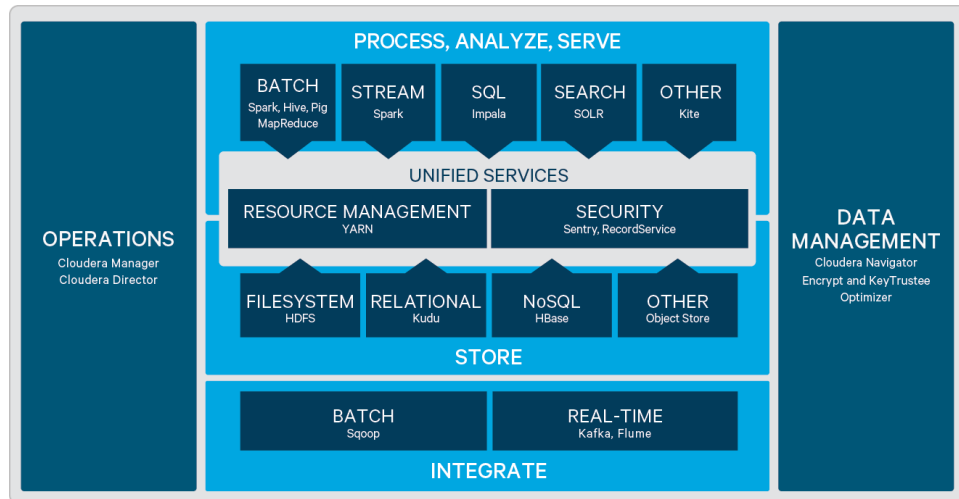 PROCESS, ANALYZE, SERVE
BATCH
Spark, Hive, Pig
MapReduce
STREAM
Spark
SQL
Impala
SEARCH
SOLR
OTHER
Kite
UNIFIED SERVICES
RESOURCE MANAGEMENT
YARN
SECURITY
Sentry, RecordService
OPERATIONS
Cloudera Manager
Cloudera Director
DATA
MANAGEMENT
Cloudera Navigator
Encrypt and KeyTrustee
Optimizer
FILESYSTEM
HDFS
RELATIONAL
Kudu
NoSQL
HBase
OTHER
Object Store
STORE
BATCH
Sqoop
REAL-TIME
Kafka, Flume
INTEGRATE